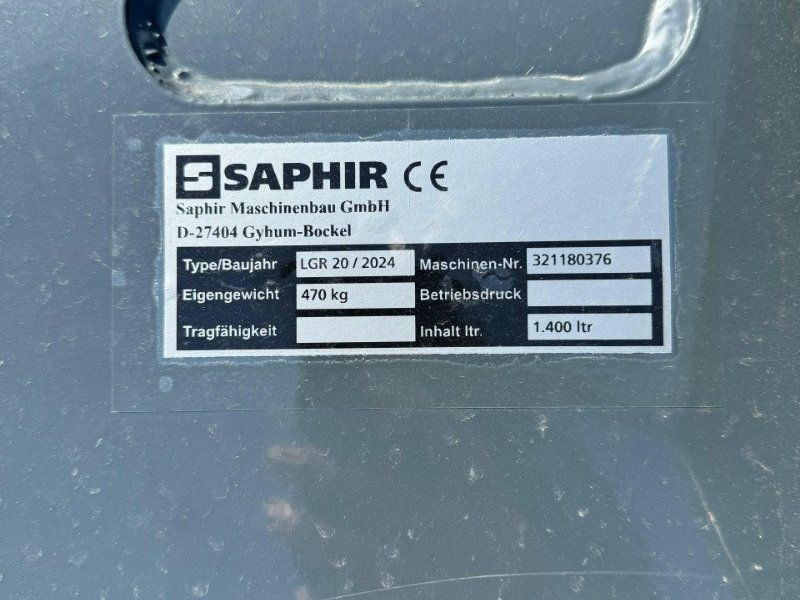 SAPHIR CE
Saphir Maschinenbau GmbH
D-27404 Gyhum-Bockel
Type/Baujahr LGR 20 / 2024 Maschinen-Nr. 321180376
Eigengewicht 470 kg Betriebsdruck
Tragfähigkeit Inhalt ltr. 1.400 ltr